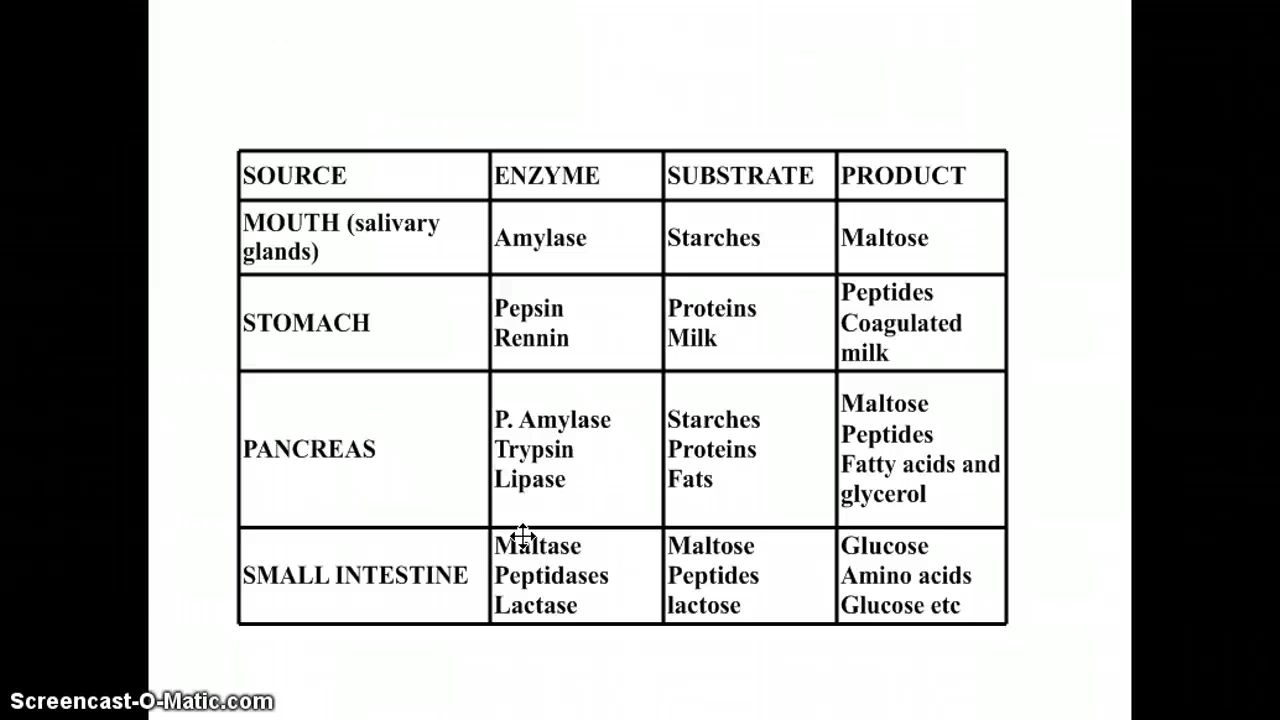 SOURCE ENZYME SUBSTRATE PRODUCT
MOUTH (salivary
glands)
Amylase
Starches
Maltose
STOMACH
Pepsin
Rennin
Proteins
Milk
Peptides
Coagulated
milk
PANCREAS
P. Amylase
Trypsin
Lipase
Starches
Proteins
Fats
Maltose
Peptides
Fatty acids and
glycerol
SMALL INTESTINE
Maltase
Peptidases
Lactase
Maltose
Peptides
lactose
Glucose
Amino acids
Glucose etc
Screencast-O-Matic.com